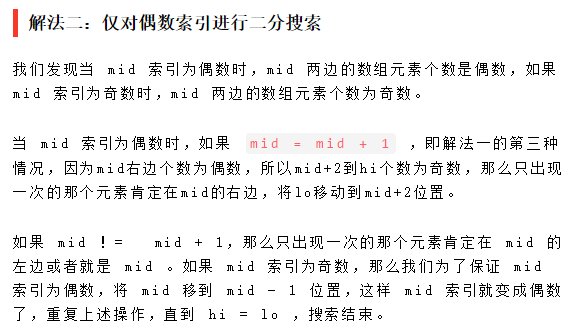 解法二：仅对偶数索引进行二分搜索
我们发现当 mid 索引为偶数时，mid 两边的数组元素个数是偶数，如果
mid 索引为奇数时，mid 两边的数组元素个数为奇数。
当 mid 索引为偶数时，如果 mid = mid + 1 ，即解法一的第三种
情况，因为mid右边个数为偶数，所以mid+2到hi个数为奇数，那么只出现
一次的那个元素肯定在mid的右边，将lo移动到mid+2位置。
如果 mid ！= mid + 1，那么只出现一次的那个元素肯定在 mid 的
左边或者就是 mid 。如果 mid 索引为奇数，那么我们为了保证 mid
索引为偶数，将 mid 移到 mid - 1 位置，这样 mid 索引就变成偶数
了，重复上述操作，直到 hi = lo ，搜索结束。